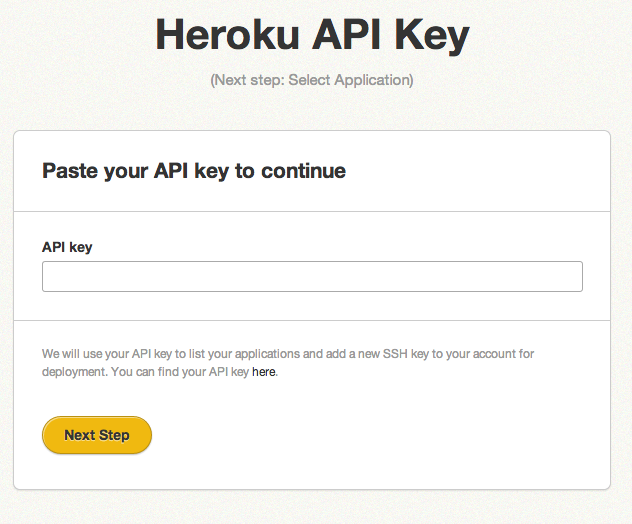 Heroku API Key
(Next step: Select Application)
Paste your API key to continue
API key
We will use your API key to list your applications and add a new SSH key to your account for
deployment. You can find your API key here.
Next Step